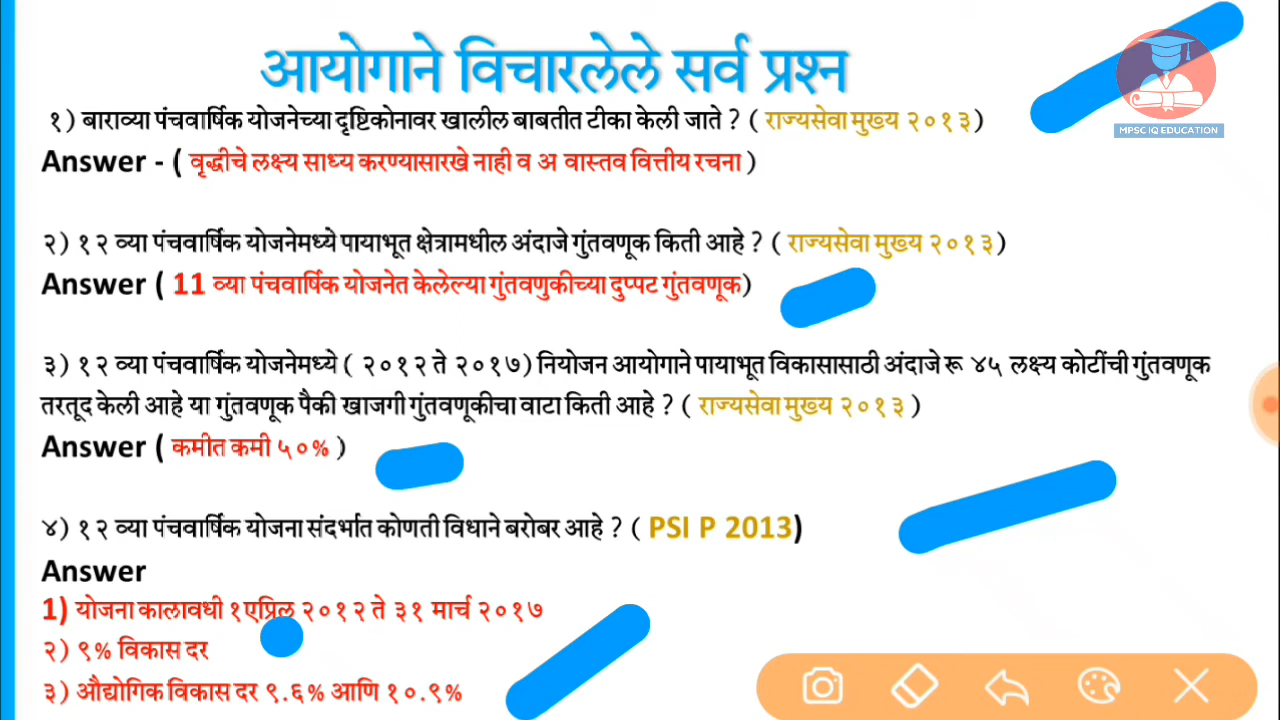 आयोगाने विचारलेले सर्व प्रश्न
MPSC IQ EDUCATION
१) बाराव्या पंचवार्षिक योजनेच्या दृष्टिकोनावर खालील बाबतीत टीका केली जाते ? ( राज्यसेवा मुख्य २०१३)
Answer - ( वृद्धीचे लक्ष्य साध्य करण्यासारखे नाही व अ वास्तव वित्तीय रचना )
२) १२ व्या पंचवार्षिक योजनेमध्ये पायाभूत क्षेत्रामधील अंदाजे गुंतवणूक किती आहे ? ( राज्यसेवा मुख्य २०१३)
Answer ( 11 व्या पंचवार्षिक योजनेत केलेल्या गुंतवणुकीच्या दुप्पट गुंतवणूक)
३) १२ व्या पंचवार्षिक योजनेमध्ये ( २०१२ ते २०१७) नियोजन आयोगाने पायाभूत विकासासाठी अंदाजे रू ४५ लक्ष्य कोटींची गुंतवणूक
तरतूद केली आहे या गुंतवणूक पैकी खाजगी गुंतवणूकीचा वाटा किती आहे ? ( राज्यसेवा मुख्य २०१३ )
Answer ( कमीत कमी ५०% )
४) १२ व्या पंचवार्षिक योजना संदर्भात कोणती विधाने बरोबर आहे ? ( PSI P 2013)
Answer
1) योजना कालावधी १एप्रिल २०१२ ते ३१ मार्च २०१७
२) ९% विकास दर
३) औद्योगिक विकास दर ९.६% आणि १०.९%